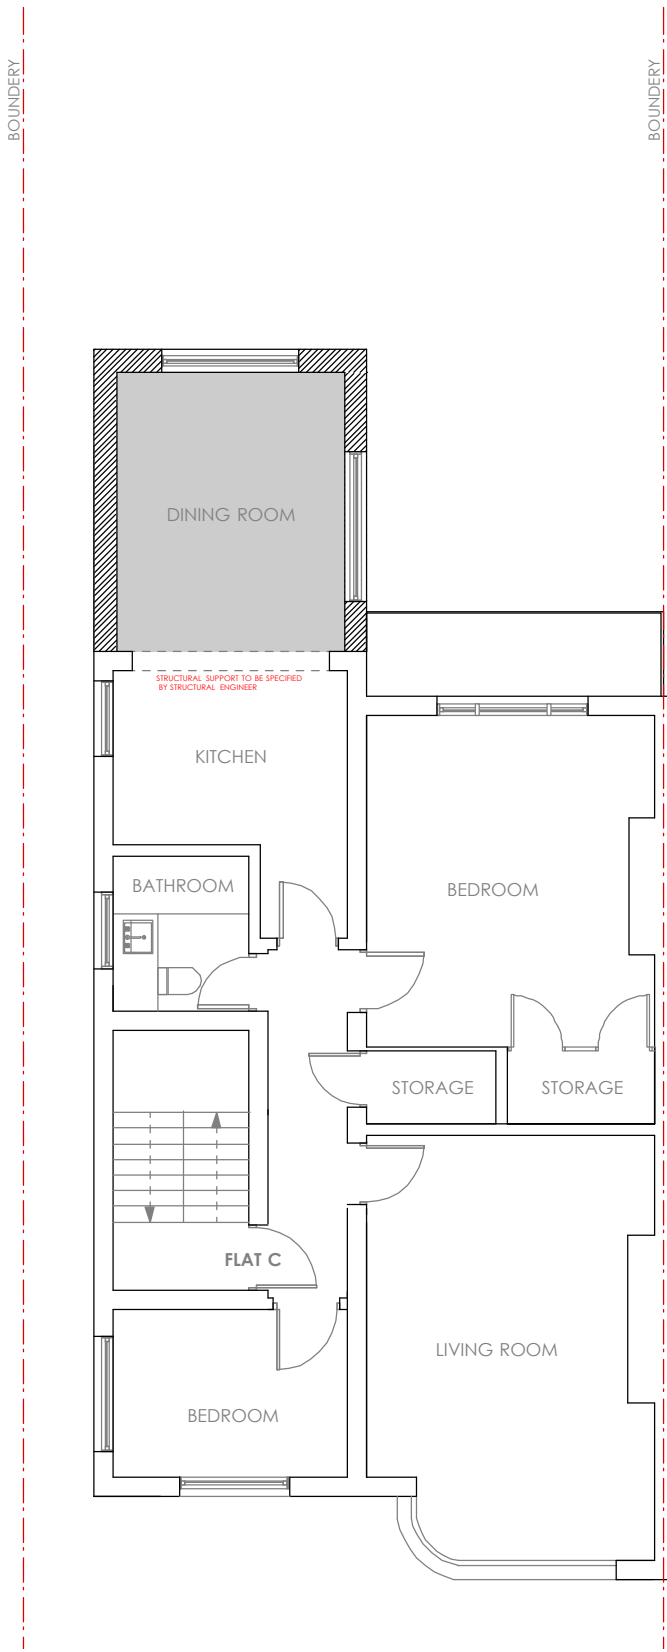 BOUNDERY
BOUNDERY
DINING ROOM
STRUCTURAL SUPPORT TO BE SPECIFIED
BY STRUCTURAL ENGINEER
KITCHEN
BATHROOM
BEDROOM
STORAGE
STORAGE
FLAT C
LIVING ROOM
BEDROOM